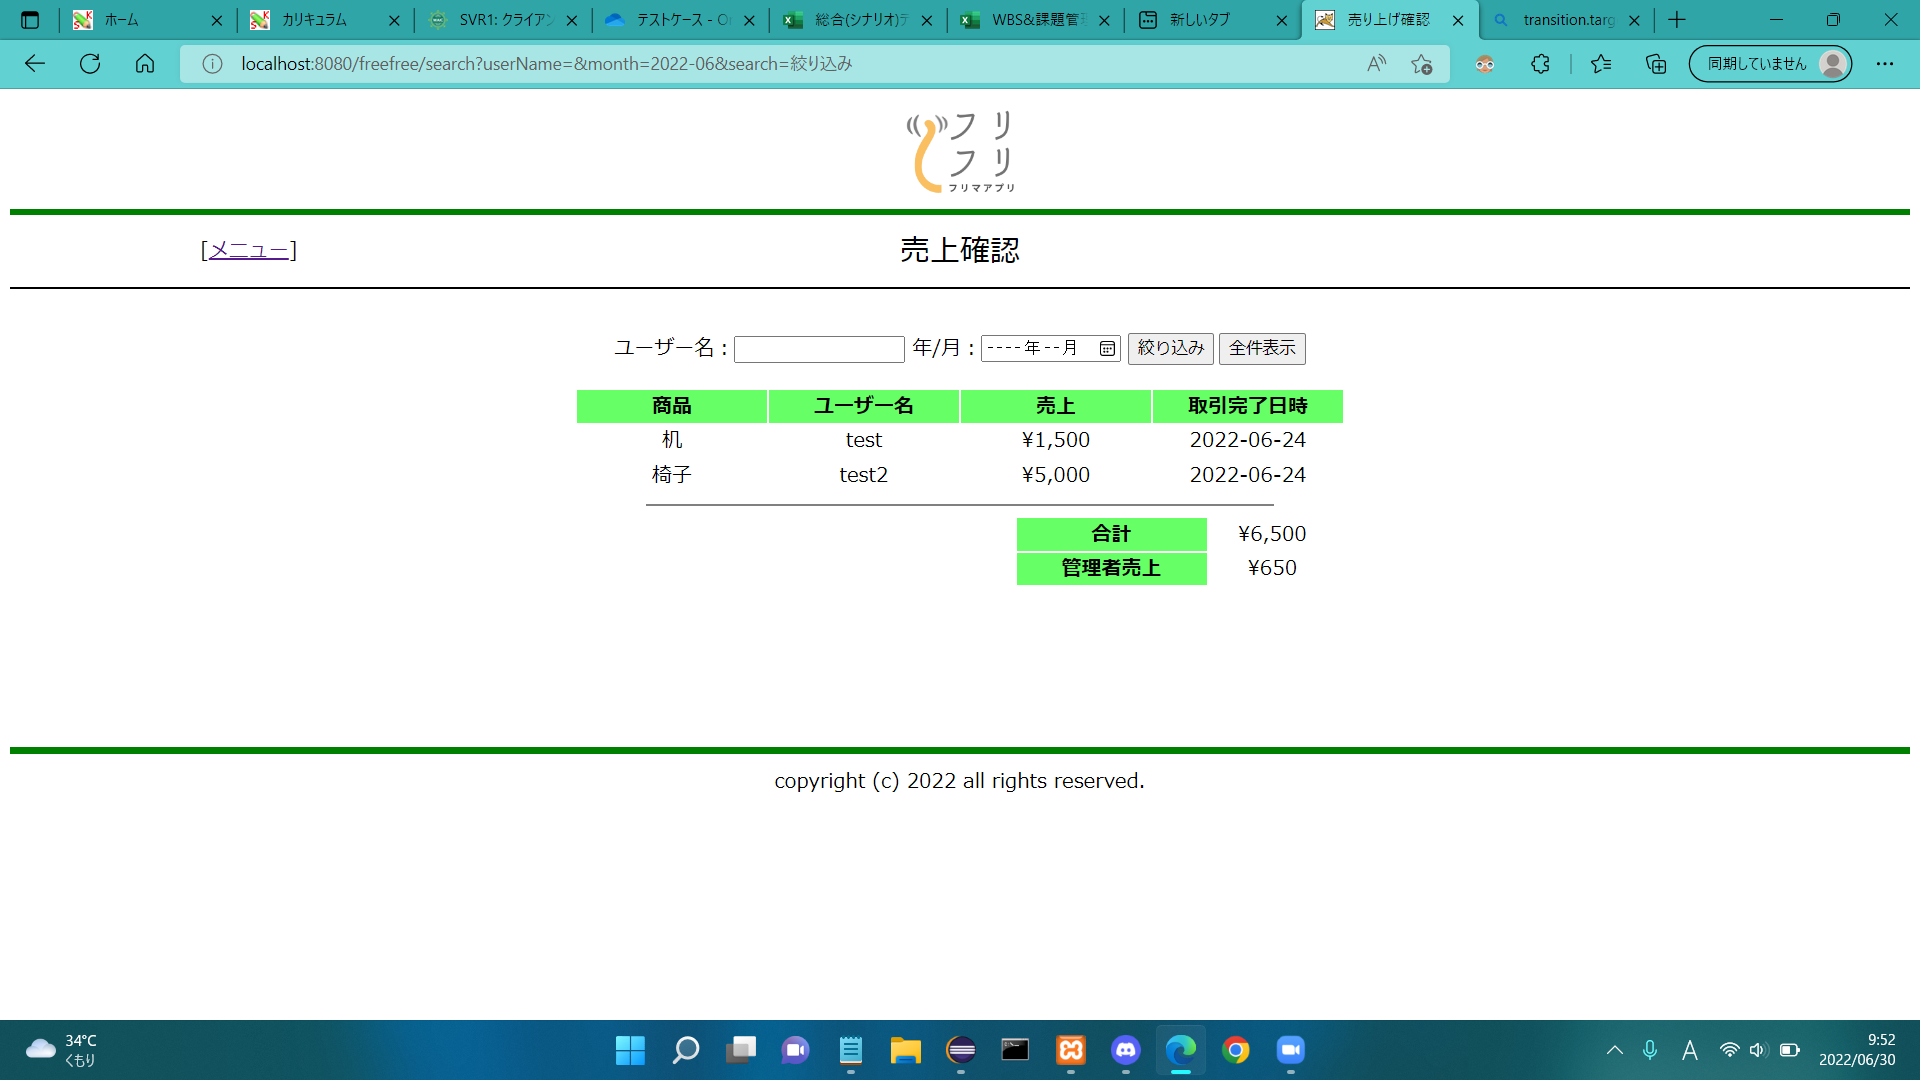 ホーム
カリキュラム
SVR1: クライアン
テストケース - O
総合(シナリオ)テ
WBS&課題管理
新しいタブ
売り上げ確認
transition.targ
localhost:8080/freefree/search?userName=&month=2022-06&search=絞り込み
同期していません
フリ
フリ
フリマアプリ
[メニュー]
売上確認
ユーザー名：
年/月：
----年--月
絞り込み
全件表示
商品 ユーザー名 売上 取引完了日時
机 test ¥1,500 2022-06-24
椅子 test2 ¥5,000 2022-06-24
合計 ¥6,500
管理者売上 ¥650
copyright (c) 2022 all rights reserved.
34°C
くもり
A
9:52
2022/06/30